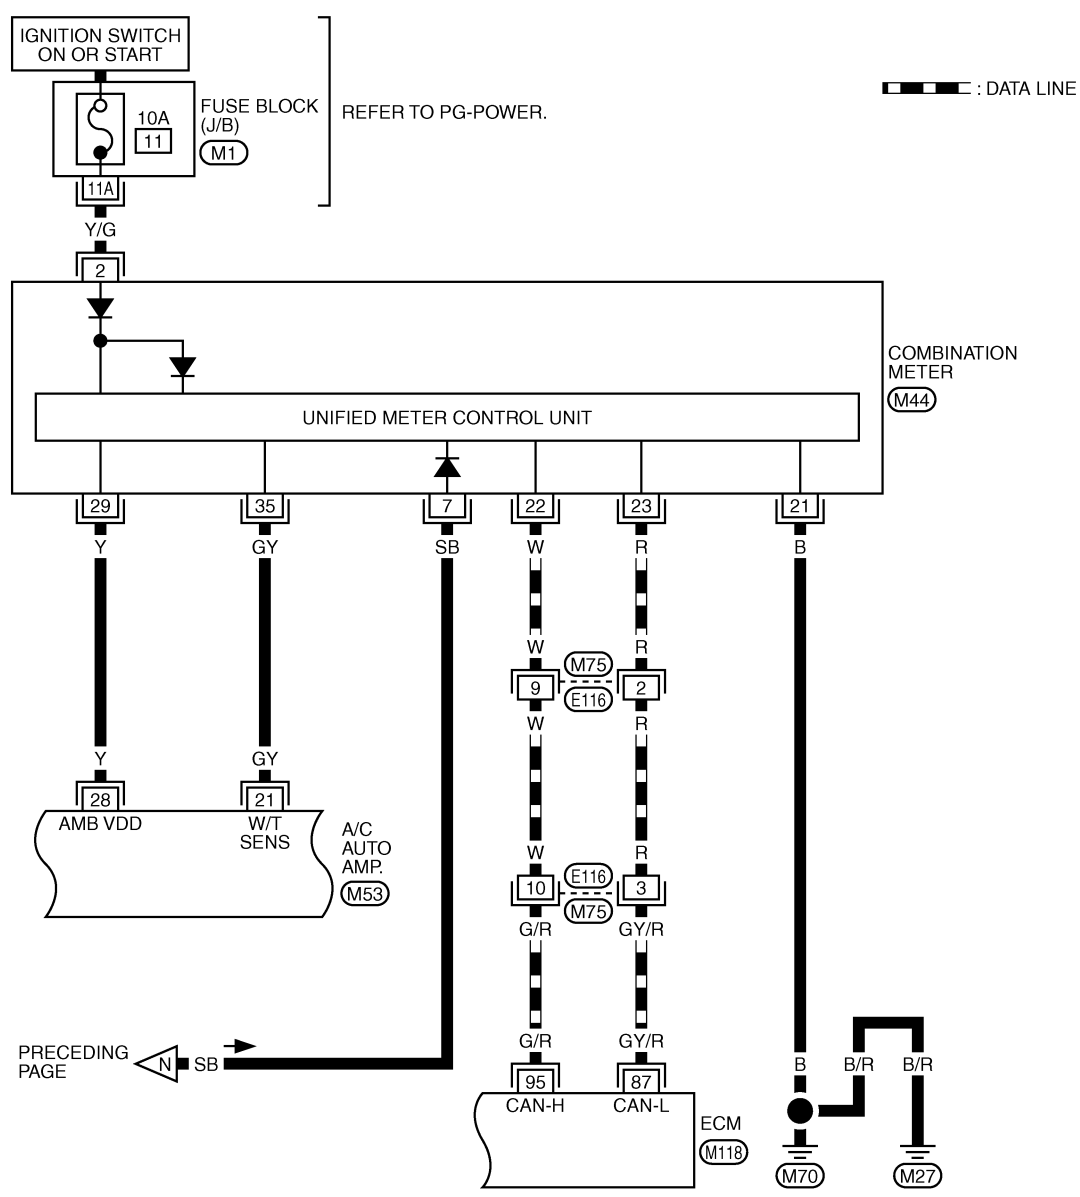 IGNITION SWITCH
ON OR START
FUSE BLOCK
(J/B)
10A
11
M1
REFER TO PG-POWER.
: DATA LINE
11A
Y/G
2
COMBINATION
METER
M44
UNIFIED METER CONTROL UNIT
29 35 7 22 23 21
Y GY SB W R B
W R
M75
9 2
E116
W R
Y GY
28 21
AMB VDD W/T
SENS
A/C
AUTO
AMP.
M53
W R
E116
10 3
M75
G/R GY/R
G/R GY/R
PRECEDING
PAGE
N SB
B B/R B/R
95 87
CAN-H CAN-L
ECM
M118
M70 M27